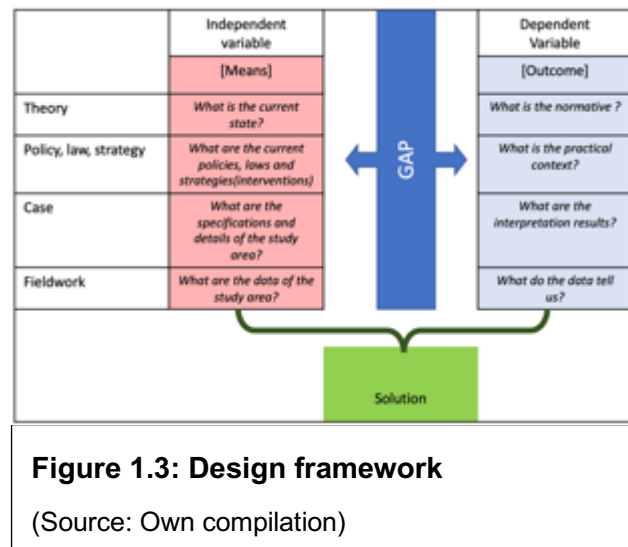 Independent
variable
Dependent
Variable
[Means]
[Outcome]
Theory
What is the current
state?
What is the normative ?
Policy, law, strategy
What are the current
policies, laws and
strategies(interventions)
What is the practical
context?
Case
What are the
specifications and
details of the study
area?
What are the
interpretation results?
Fieldwork
What are the data of the
study area?
What do the data tell
us?
GAP
Solution
Figure 1.3: Design framework
(Source: Own compilation)